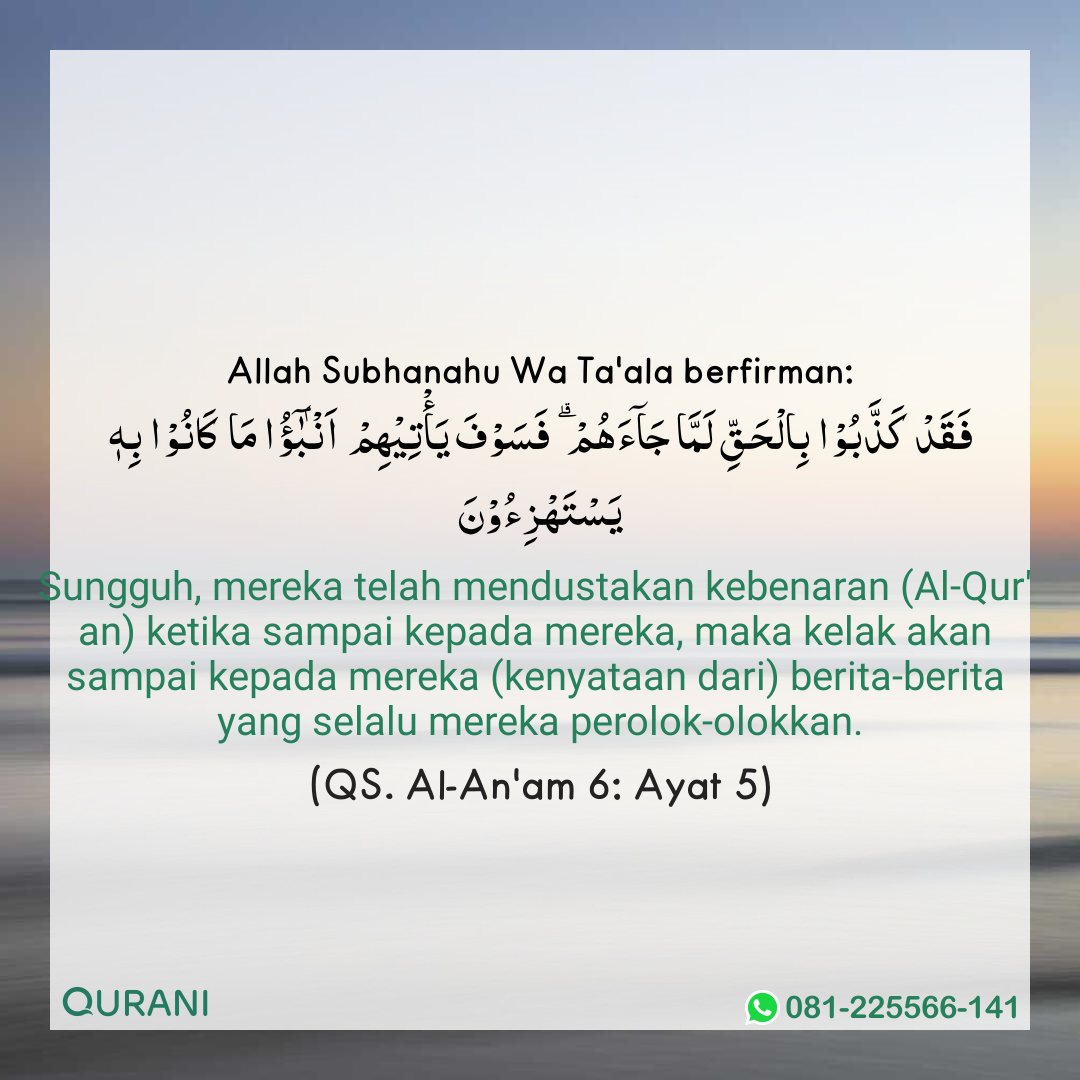 Allah Subhanahu Wa Ta'ala berfirman:
فَقَدْ كَذَّبُوْا بِالْحَقِّ لَمَّا جَآءَهُمْ ۗ فَسَوْفَ يَأْتِيْهِمْ اَنْۢبٰٓؤُا مَا كَانُوْا بِهٖ
يَسْتَهْزِءُوْنَ
Sungguh, mereka telah mendustakan kebenaran (Al-Qur'
an) ketika sampai kepada mereka, maka kelak akan
sampai kepada mereka (kenyataan dari) berita-berita
yang selalu mereka perolok-olokkan.
(QS. Al-An'am 6: Ayat 5)
QURANI
081-225566-141